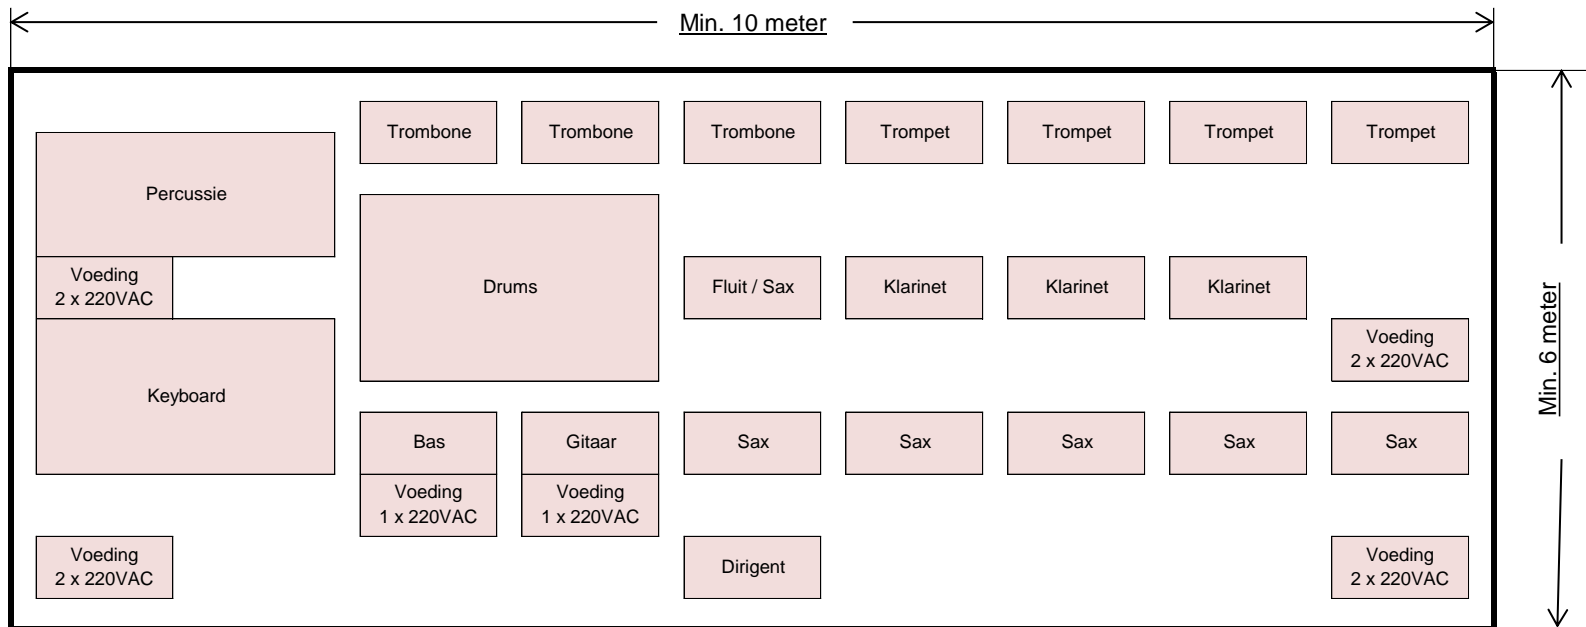 Min. 10 meter
Trombone
Trombone
Trombone
Trompet
Trompet
Trompet
Trompet
Percussie
Voeding
2 x 220VAC
Drums
Fluit / Sax
Klarinet
Klarinet
Klarinet
Voeding
2 x 220VAC
Min. 6 meter
Keyboard
Bas
Gitaar
Sax
Sax
Sax
Sax
Sax
Voeding
1 x 220VAC
Voeding
1 x 220VAC
Voeding
2 x 220VAC
Dirigent
Voeding
2 x 220VAC